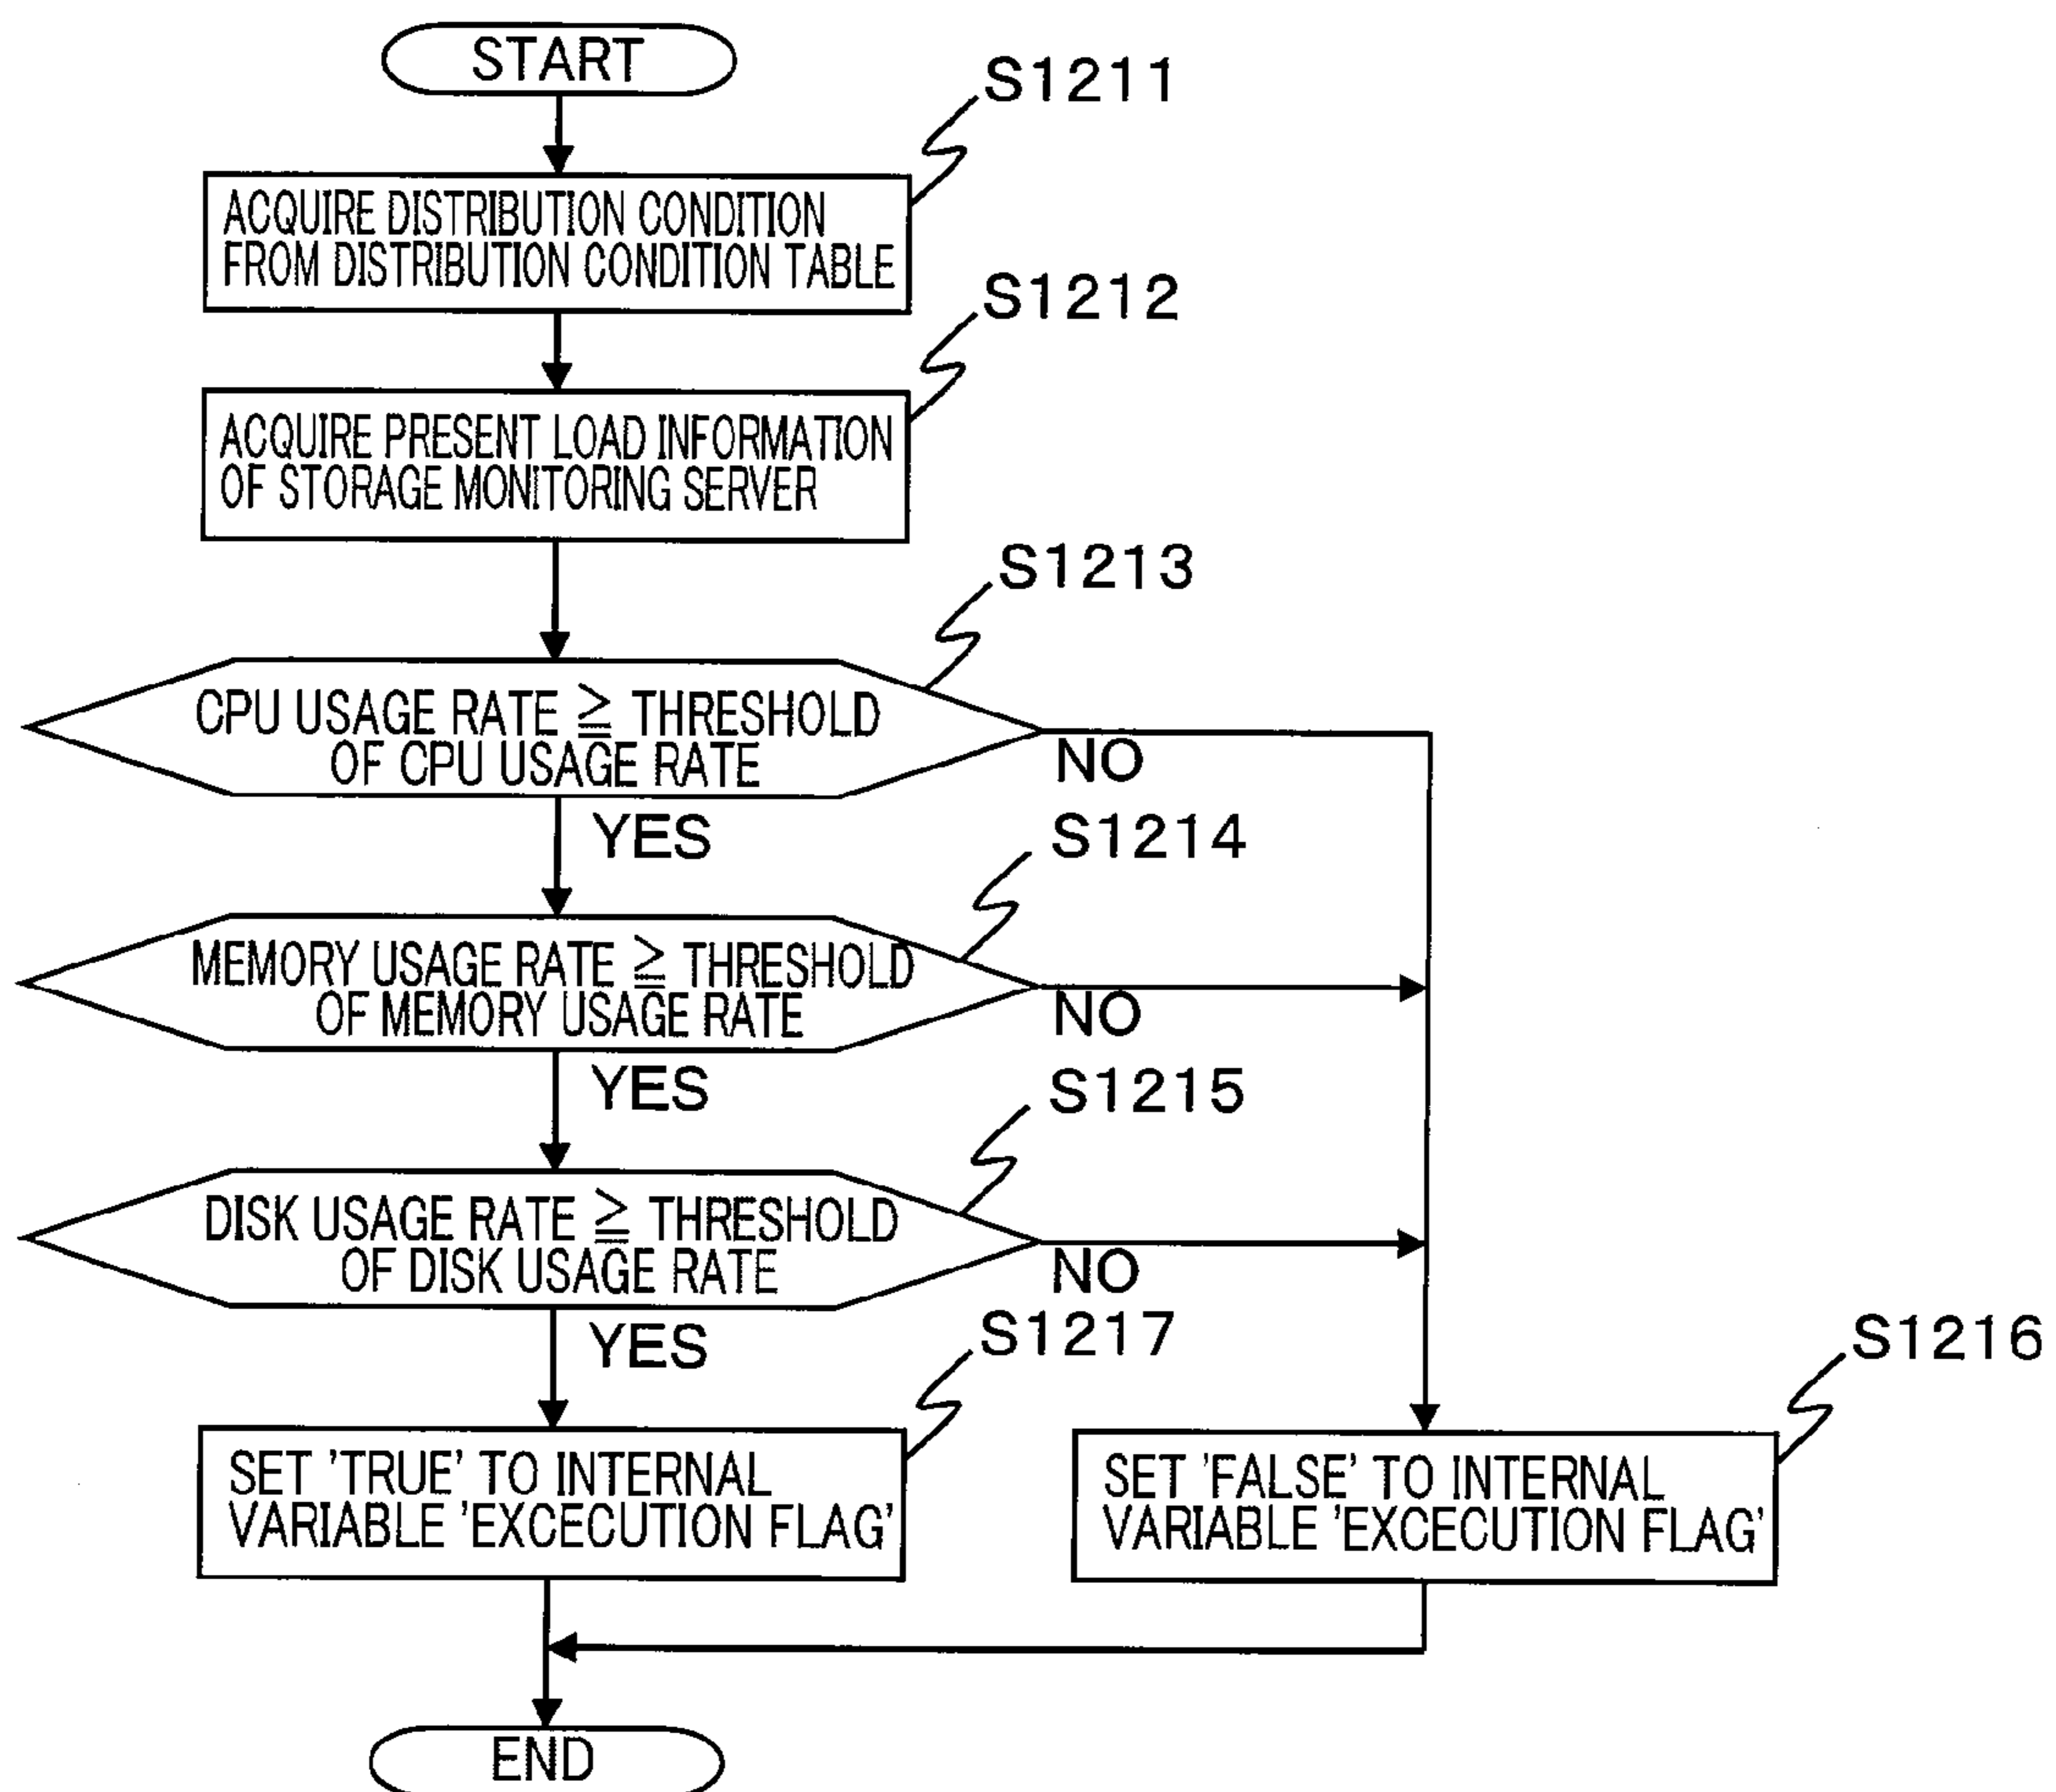 START
S1211
ACQUIRE DISTRIBUTION CONDITION
FROM DISTRIBUTION CONDITION TABLE
S1212
ACQUIRE PRESENT LOAD INFORMATION
OF STORAGE MONITORING SERVER
S1213
CPU USAGE RATE ≧ THRESHOLD
OF CPU USAGE RATE
NO
YES
S1214
MEMORY USAGE RATE ≧ THRESHOLD
OF MEMORY USAGE RATE
NO
YES
S1215
DISK USAGE RATE ≧ THRESHOLD
OF DISK USAGE RATE
NO
YES
S1217
S1216
SET 'TRUE' TO INTERNAL
VARIABLE 'EXCECUTION FLAG'
SET 'FALSE' TO INTERNAL
VARIABLE 'EXCECUTION FLAG'
END